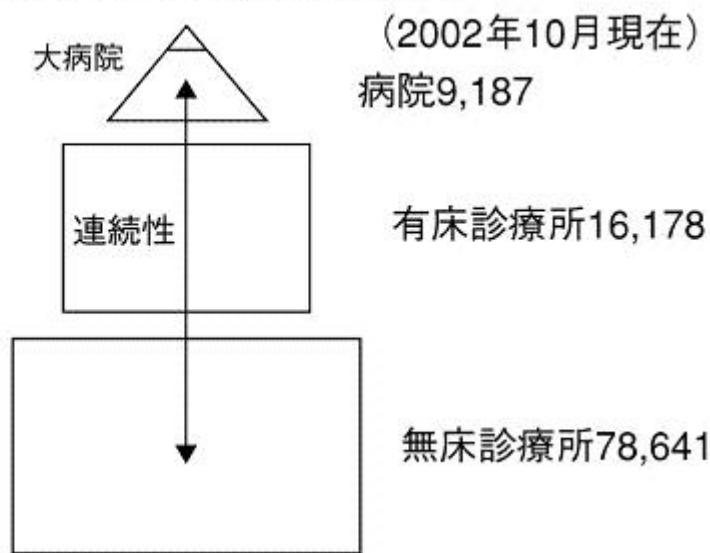 （2002年10月現在）
大病院
病院9,187
連続性
有床診療所16,178
無床診療所78,641